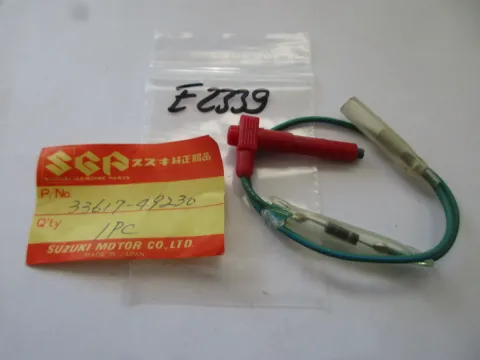 E2339
SGP スズキ純正部品
SUZUKI GENUINE PARTS
P/No. 33617-49230
Q'ty 1PC
SUZUKI MOTOR CO., LTD.
MADE IN JAPAN